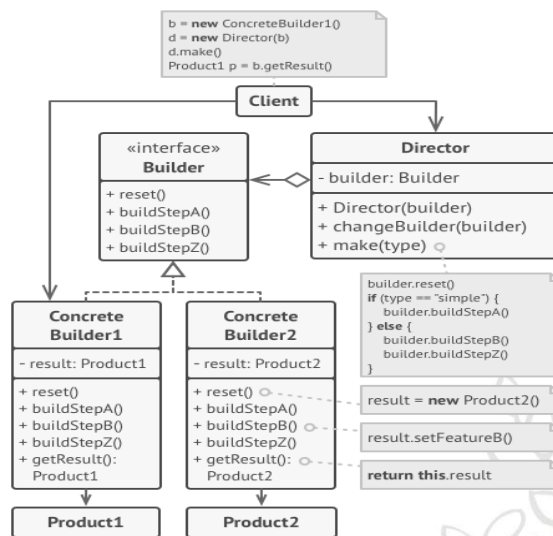 b = new ConcreteBuilder1()
d = new Director(b)
d.make()
Product1 p = b.getResult()
Client
«interface»
Builder
+ reset()
+ buildStepA()
+ buildStepB()
+ buildStepZ()
Director
- builder: Builder
+ Director(builder)
+ changeBuilder(builder)
+ make(type)
builder.reset()
if (type == "simple") {
builder.buildStepA()
} else {
builder.buildStepB()
builder.buildStepZ()
}
Concrete
Builder1
- result: Product1
+ reset()
+ buildStepA()
+ buildStepB()
+ buildStepZ()
+ getResult():
Product1
Concrete
Builder2
- result: Product2
+ reset()
+ buildStepA()
+ buildStepB()
+ buildStepZ()
+ getResult():
Product2
result = new Product2()
result.setFeatureB()
return this.result
Product1
Product2